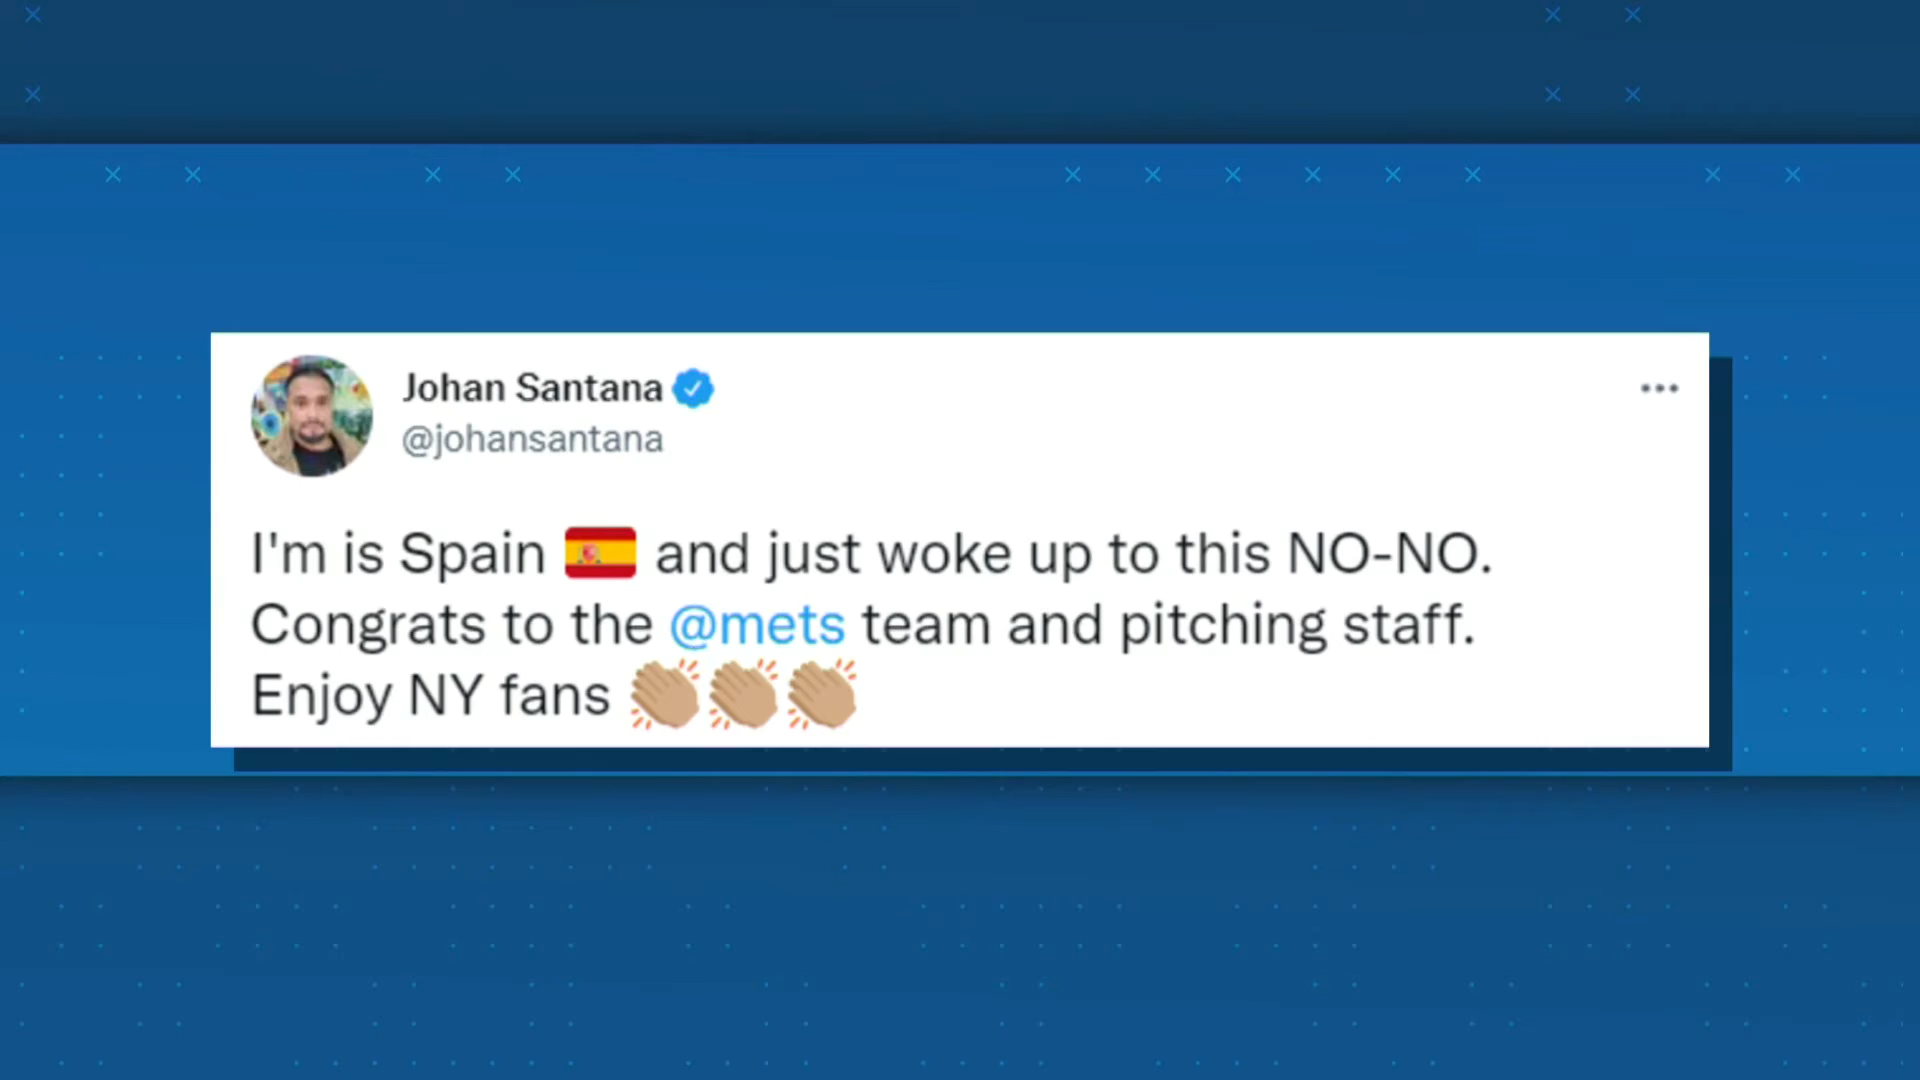 Johan Santana
@johansantana
I'm is Spain 🇪🇸 and just woke up to this NO-NO.
Congrats to the @mets team and pitching staff.
Enjoy NY fans 👏🏽👏🏽👏🏽